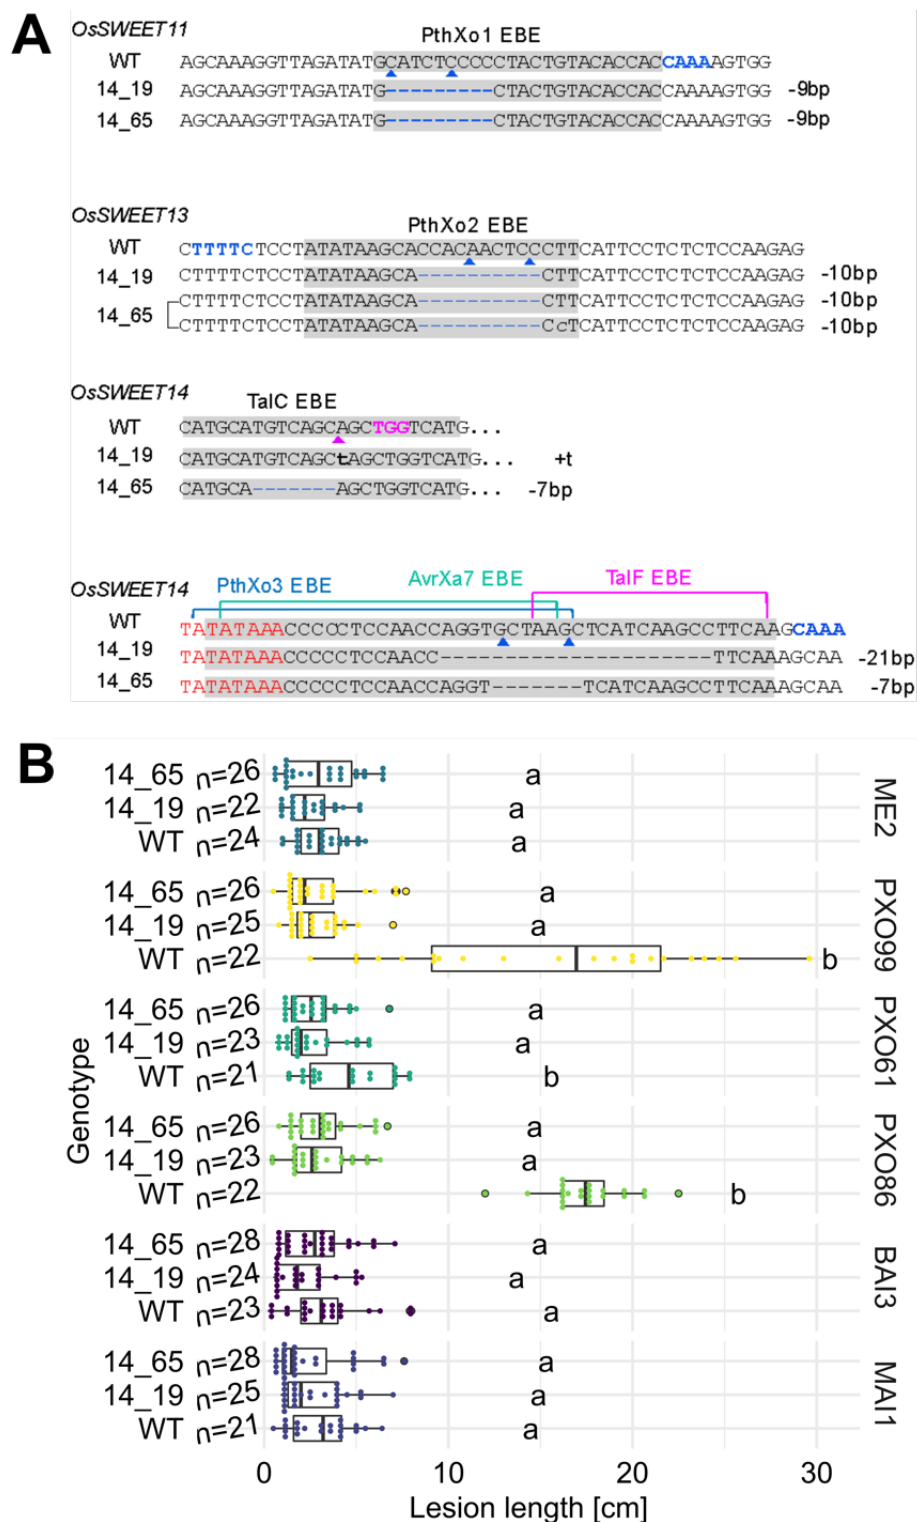 A
OsSWEET11
PthXo1 EBE
WT AGCAAAGGTTAGATATGCATCTCCCCCTACTGTACACCACCAAAAGTGG
14_19 AGCAAAGGTTAGATATG---------CTACTGTACACCACCAAAAGTGG -9bp
14_65 AGCAAAGGTTAGATATG---------CTACTGTACACCACCAAAAGTGG -9bp
OsSWEET13
PthXo2 EBE
WT CTTTTCTCCTATATAAGCACCACAACTCCCTTCATTCCTCTCTCCAAGAG
14_19 CTTTTCTCCTATATAAGCA----------CTTCATTCCTCTCTCCAAGAG -10bp
14_65 CTTTTCTCCTATATAAGCA----------CTTCATTCCTCTCTCCAAGAG -10bp
CTTTTCTCCTATATAAGCA----------CcTCATTCCTCTCTCCAAGAG -10bp
OsSWEET14
TalC EBE
WT CATGCATGTCAGCAGCTGGTCATG...
14_19 CATGCATGTCAGCtAGCTGGTCATG... +t
14_65 CATGCA-------AGCTGGTCATG... -7bp
OsSWEET14
PthXo3 EBE AvrXa7 EBE TalF EBE
WT TATATAAACCCCCTCCAACCAGGTGCTAAGCTCATCAAGCCTTCAAGCAAA
14_19 TATATAAACCCCCTCCAACC---------------------TTCAAAGCAA -21bp
14_65 TATATAAACCCCCTCCAACCAGGT-------TCATCAAGCCTTCAAAGCAA -7bp
B
Genotype
14_65 n=26 a
14_19 n=22 a
WT n=24 a
ME2
14_65 n=26 a
14_19 n=25 a
WT n=22 b
PXO99
14_65 n=26 a
14_19 n=23 a
WT n=21 b
PXO61
14_65 n=26 a
14_19 n=23 a
WT n=22 b
PXO86
14_65 n=28 a
14_19 n=24 a
WT n=23 a
BAI3
14_65 n=28 a
14_19 n=25 a
WT n=21 a
MAI1
0 10 20 30
Lesion length [cm]